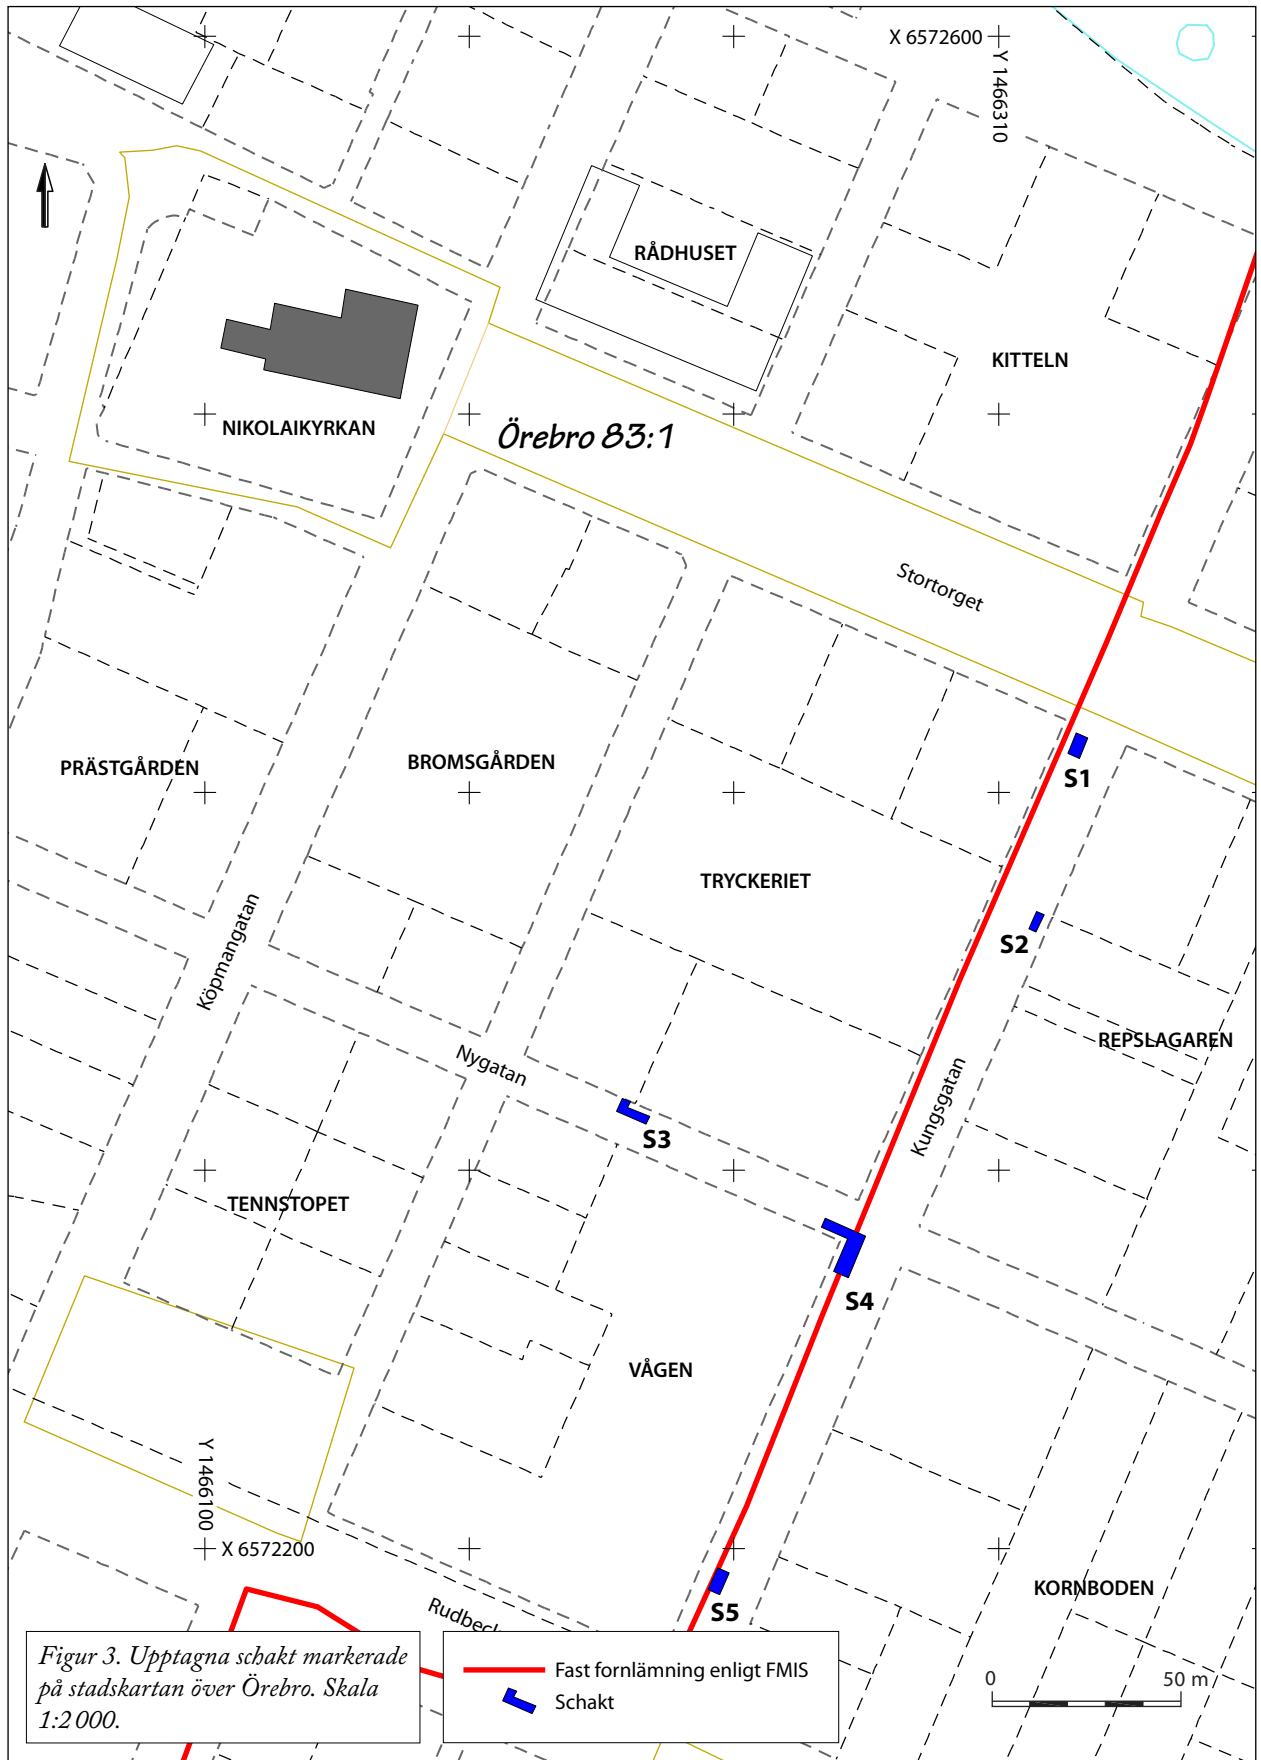 X 6572600
Y 1466310
RÅDHUSET
KITTELN
NIKOLAIKYRKAN
Örebro 83:1
Stortorget
PRÄSTGÅRDEN
BROMSGÅRDEN
S1
TRYCKERIET
Köpmangatan
S2
REPSLAGAREN
Nygatan
Kungsgatan
S3
TENNSTOPET
S4
VÅGEN
Y 1466100
X 6572200
KORNBODEN
Rudbec
S5
Figur 3. Upptagna schakt markerade
på stadskartan över Örebro. Skala
1:2 000.
Fast fornlämning enligt FMIS
Schakt
0 50 m